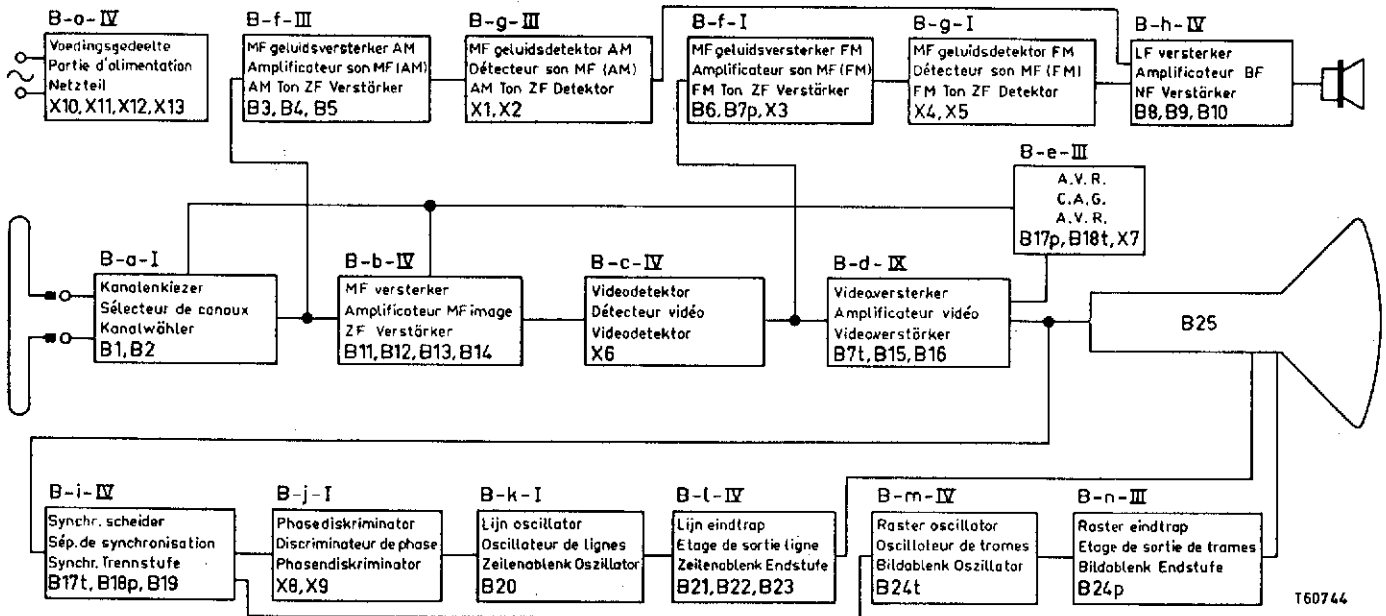 B-o-IV
Voedingsgedeelte
Partie d'alimentation
Netzteil
X10, X11, X12, X13
B-f-III
MF geluidsversterker AM
Amplificateur son MF (AM)
AM Ton ZF Verstärker
B3, B4, B5
B-g-III
MF geluidsdetektor AM
Détecteur son MF (AM)
AM Ton ZF Detektor
X1, X2
B-f-I
MF geluidsversterker FM
Amplificateur son MF (FM)
FM Ton ZF Verstärker
B6, B7p, X3
B-g-I
MF geluidsdetektor FM
Détecteur son MF (FM)
FM Ton ZF Detektor
X4, X5
B-h-IV
LF versterker
Amplificateur BF
NF Verstärker
B8, B9, B10
B-e-III
A.V.R.
C.A.G.
A.V.R.
B17p, B18t, X7
B-a-I
Kanalenkiezer
Sélecteur de canaux
Kanalwähler
B1, B2
B-b-IV
MF versterker
Amplificateur MF image
ZF Verstärker
B11, B12, B13, B14
B-c-IV
Videodetektor
Détecteur vidéo
Videodetektor
X6
B-d-IX
Videoversterker
Amplificateur vidéo
Videoverstärker
B7t, B15, B16
B25
B-i-IV
Synchr. scheider
Sép. de synchronisation
Synchr. Trennstufe
B17t, B18p, B19
B-j-I
Phasediskriminator
Discriminateur de phase
Phasendiskriminator
X8, X9
B-k-I
Lijn oscillator
Oscillateur de lignes
Zeilenablenk Oszillator
B20
B-l-IV
Lijn eindtrap
Etage de sortie ligne
Zeilenablenk Endstufe
B21, B22, B23
B-m-IV
Raster oscillator
Oscillateur de trames
Bildablenk Oszillator
B24t
B-n-III
Raster eindtrap
Etage de sortie de trames
Bildablenk Endstufe
B24p
T60744